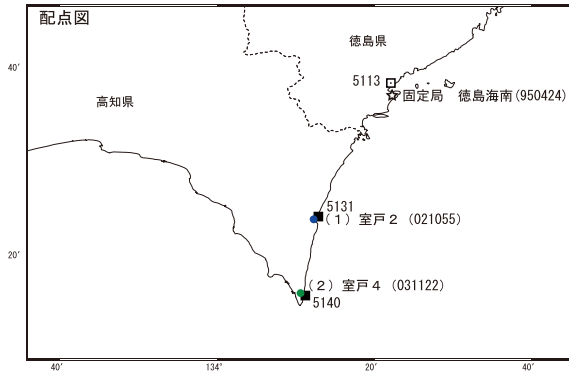 配点図
徳島県
40′
5113
固定局 徳島海南(950424)
高知県
5131
(1)室戸2 (021055)
20′
(2)室戸4 (031122)
5140
40′ 134° 20′ 40′